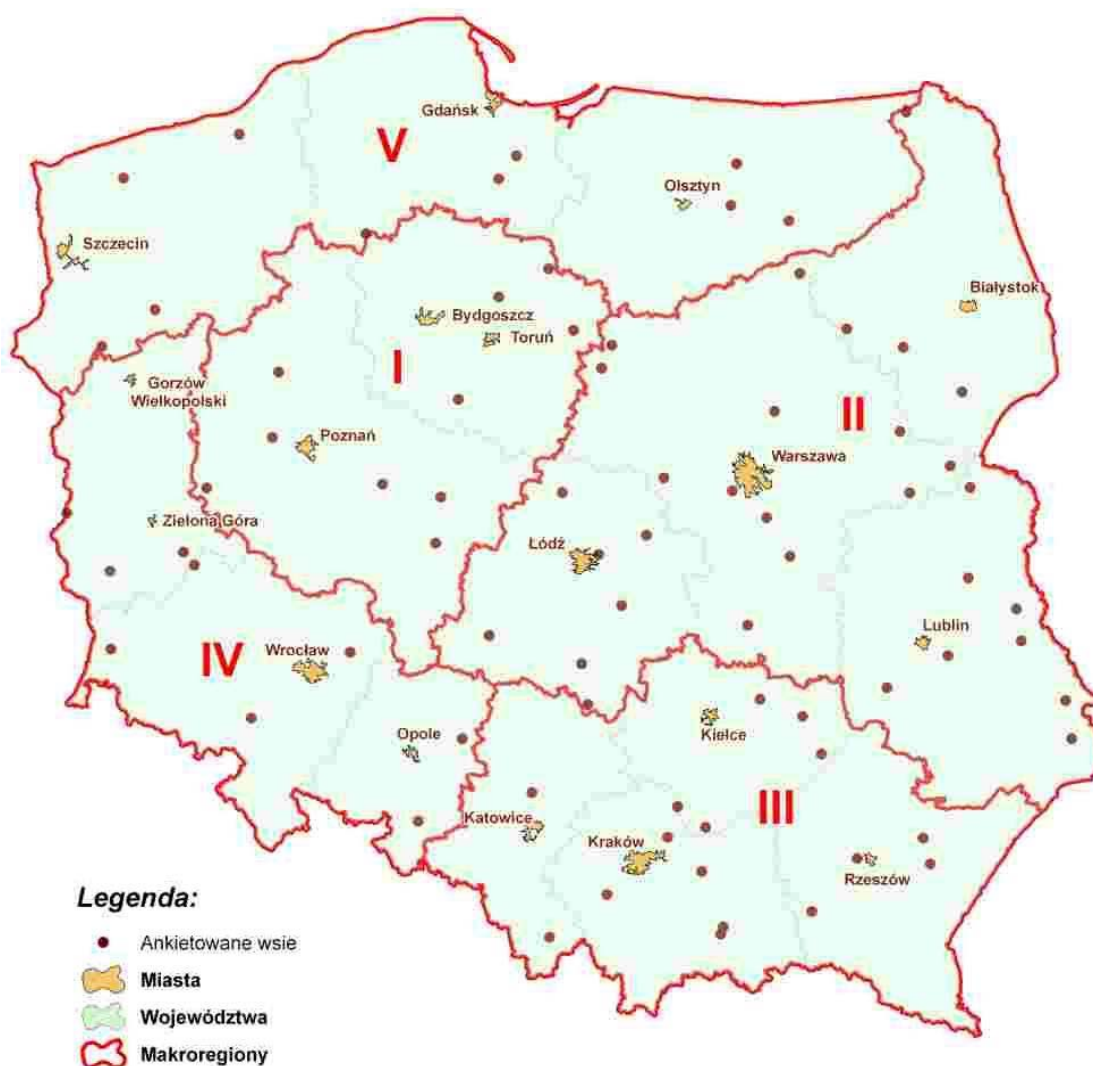 Gdańsk
V
Olsztyn
Szczecin
Białystok
Bydgoszcz
Toruń
I
Gorzów
Wielkopolski
II
Poznań
Warszawa
Zielona Góra
Łódź
Lublin
IV
Wrocław
Kielce
Opole
III
Katowice
Kraków
Rzeszów
Legenda:
Ankietowane wsie
Miasta
Województwa
Makroregiony